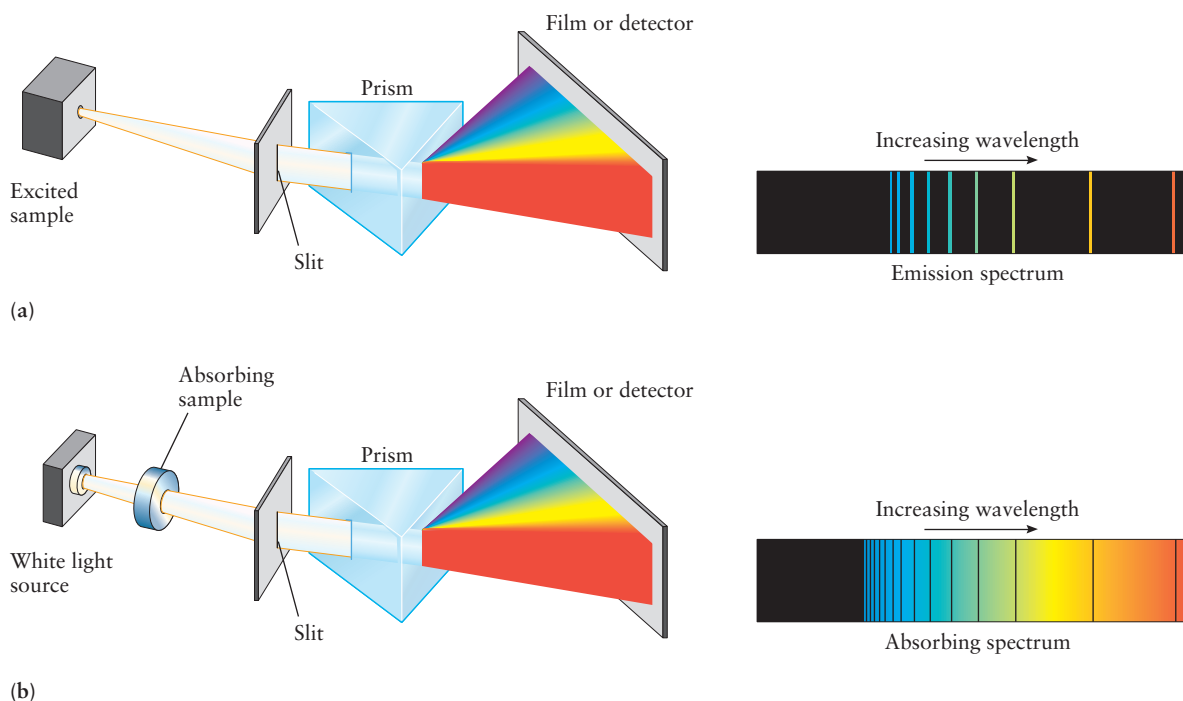 Film or detector
Prism
Excited
sample
Slit
Increasing wavelength
Emission spectrum
(a)
Absorbing
sample
Film or detector
Prism
White light
source
Slit
Increasing wavelength
Absorbing spectrum
(b)